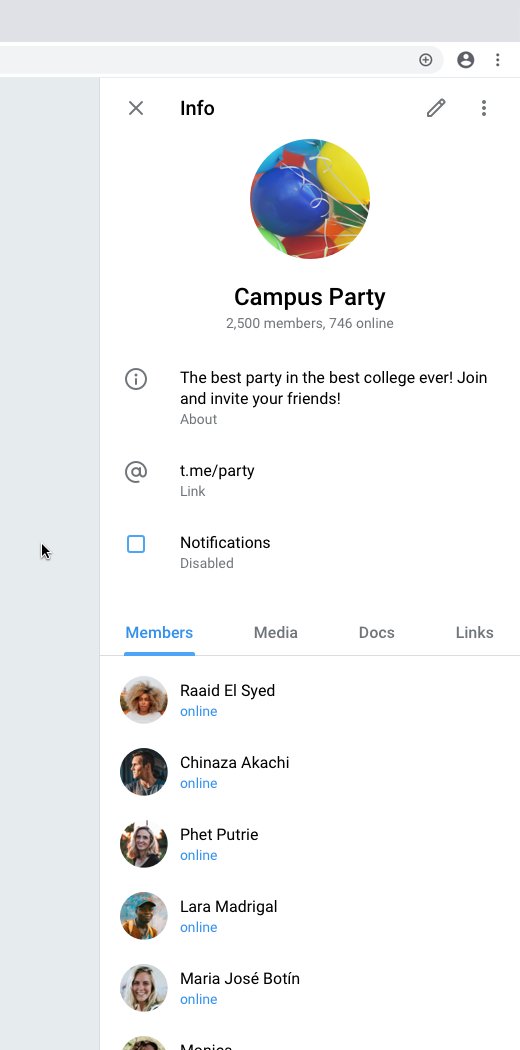 Info
Campus Party
2,500 members, 746 online
The best party in the best college ever! Join
and invite your friends!
About
t.me/party
Link
Notifications
Disabled
Members Media Docs Links
Raaid El Syed
online
Chinaza Akachi
online
Phet Putrie
online
Lara Madrigal
online
Maria José Botín
online